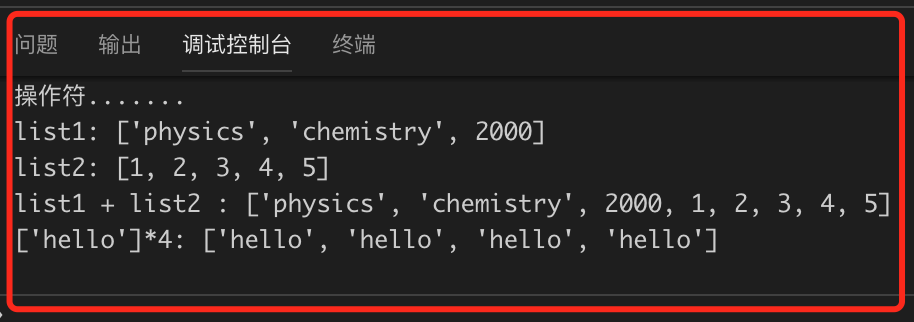 问题 输出 调试控制台 终端
操作符.......
list1: ['physics', 'chemistry', 2000]
list2: [1, 2, 3, 4, 5]
list1 + list2 : ['physics', 'chemistry', 2000, 1, 2, 3, 4, 5]
['hello']*4: ['hello', 'hello', 'hello', 'hello']